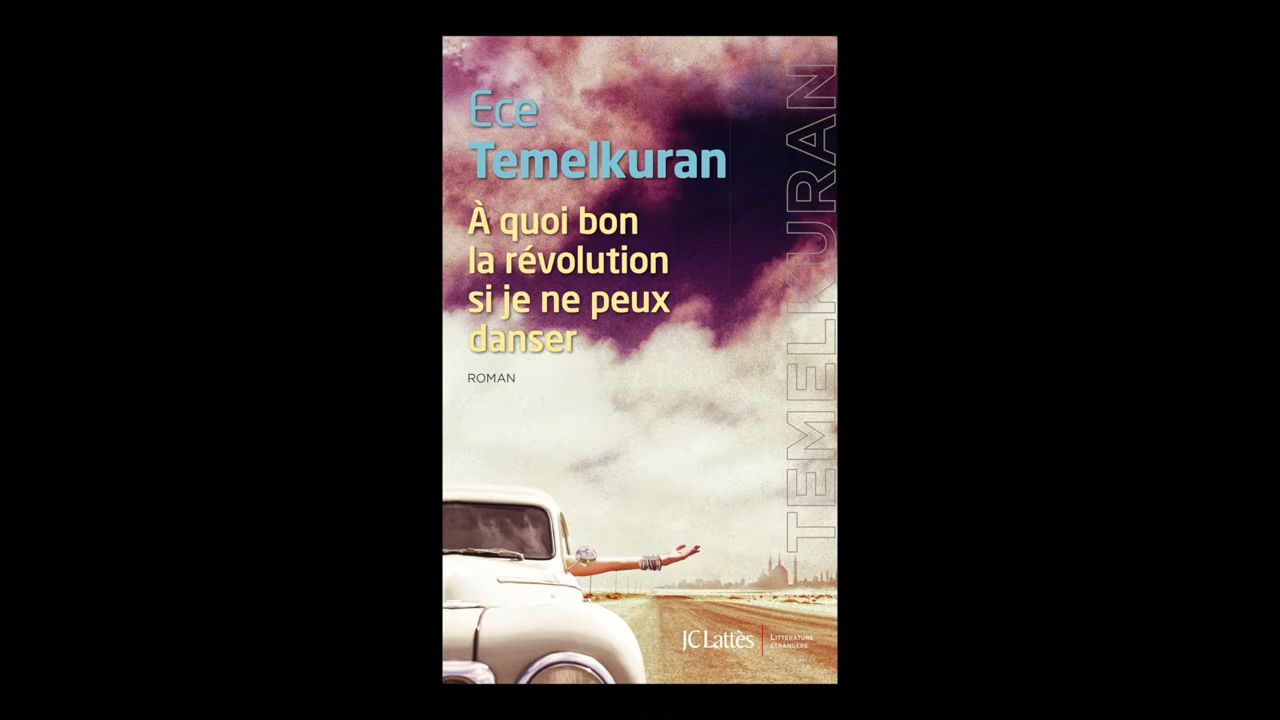 Ece
Temelkuran
À quoi bon
la révolution
si je ne peux
danser
ROMAN
TEMELKURAN
JC Lattès
LITTÉRATURE
ÉTRANGÈRE